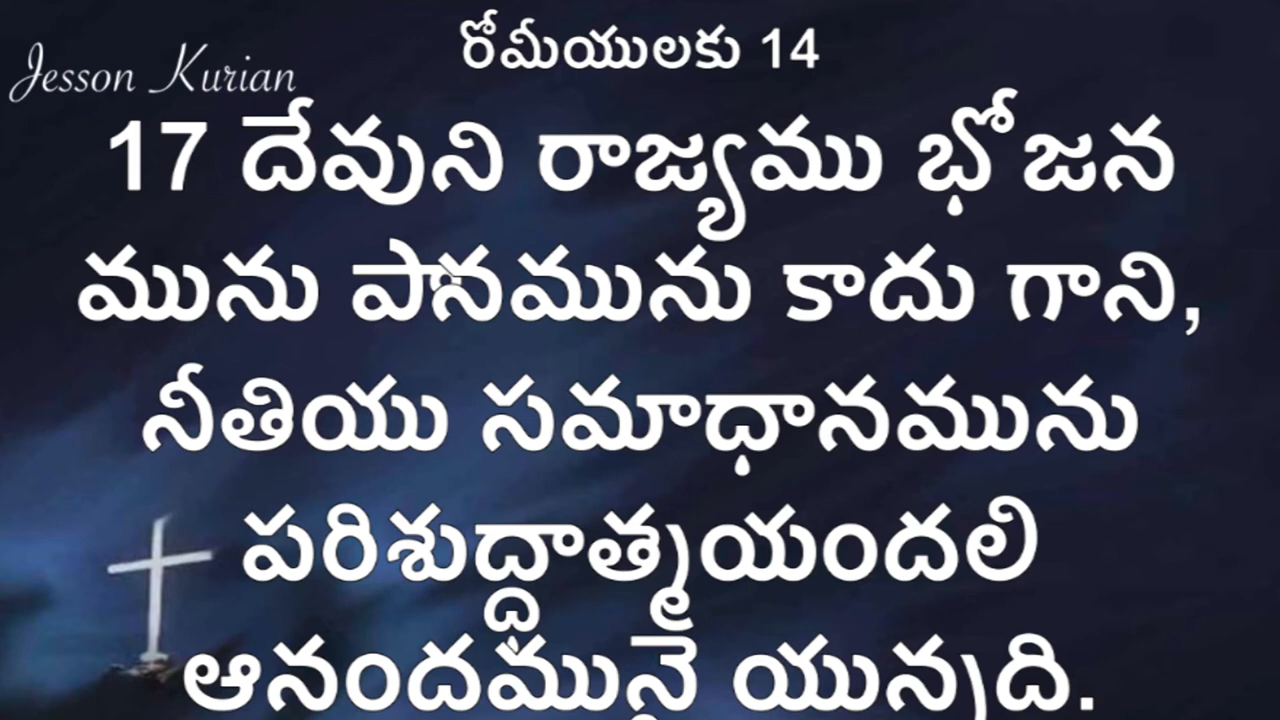 రోమీయులకు 14
Jesson Kurian
17 దేవుని రాజ్యము భోజన
మును పానమును కాదు గాని,
నీతియు సమాధానమును
పరిశుద్ధాత్మయందలి
ఆనందమునై యున్నది.